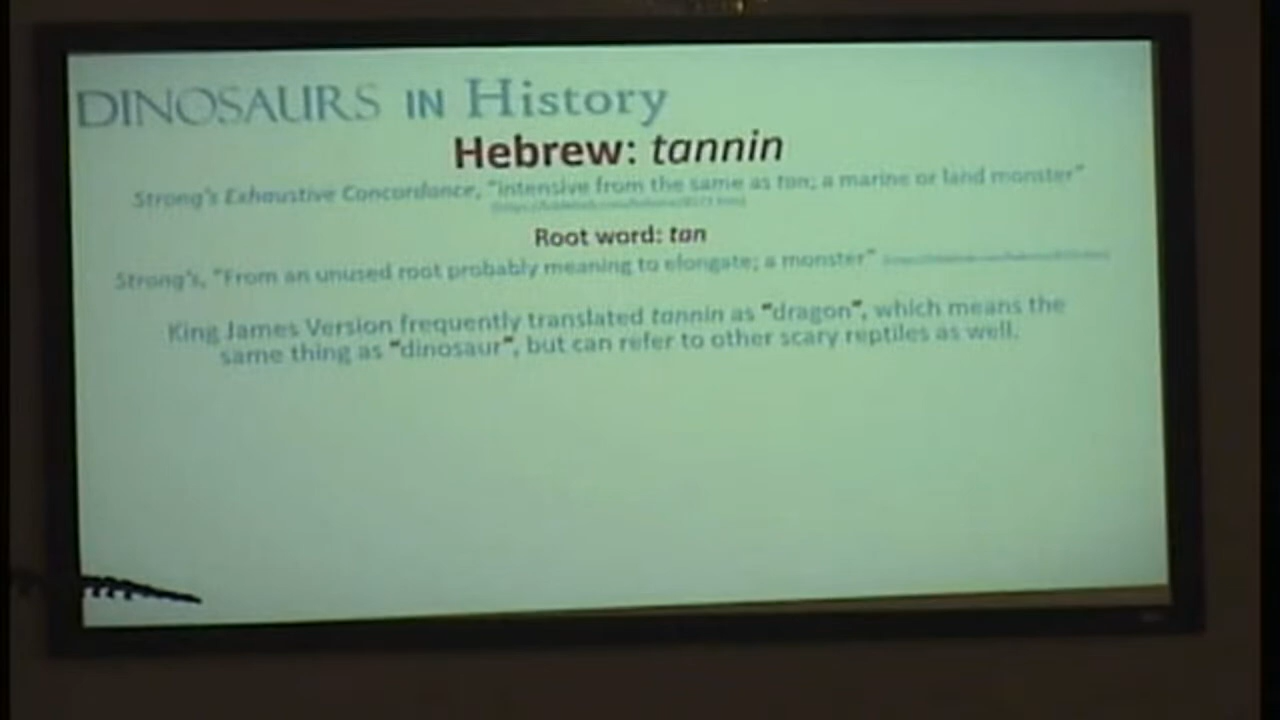 DINOSAURS IN History
Hebrew: tannin
Strong's Exhaustive Concordance, "intensive from the same as tan; a marine or land monster"
Root word: tan
Strong's, "From an unused root probably meaning to elongate; a monster"
King James Version frequently translated tannin as "dragon", which means the
same thing as "dinosaur", but can refer to other scary reptiles as well.